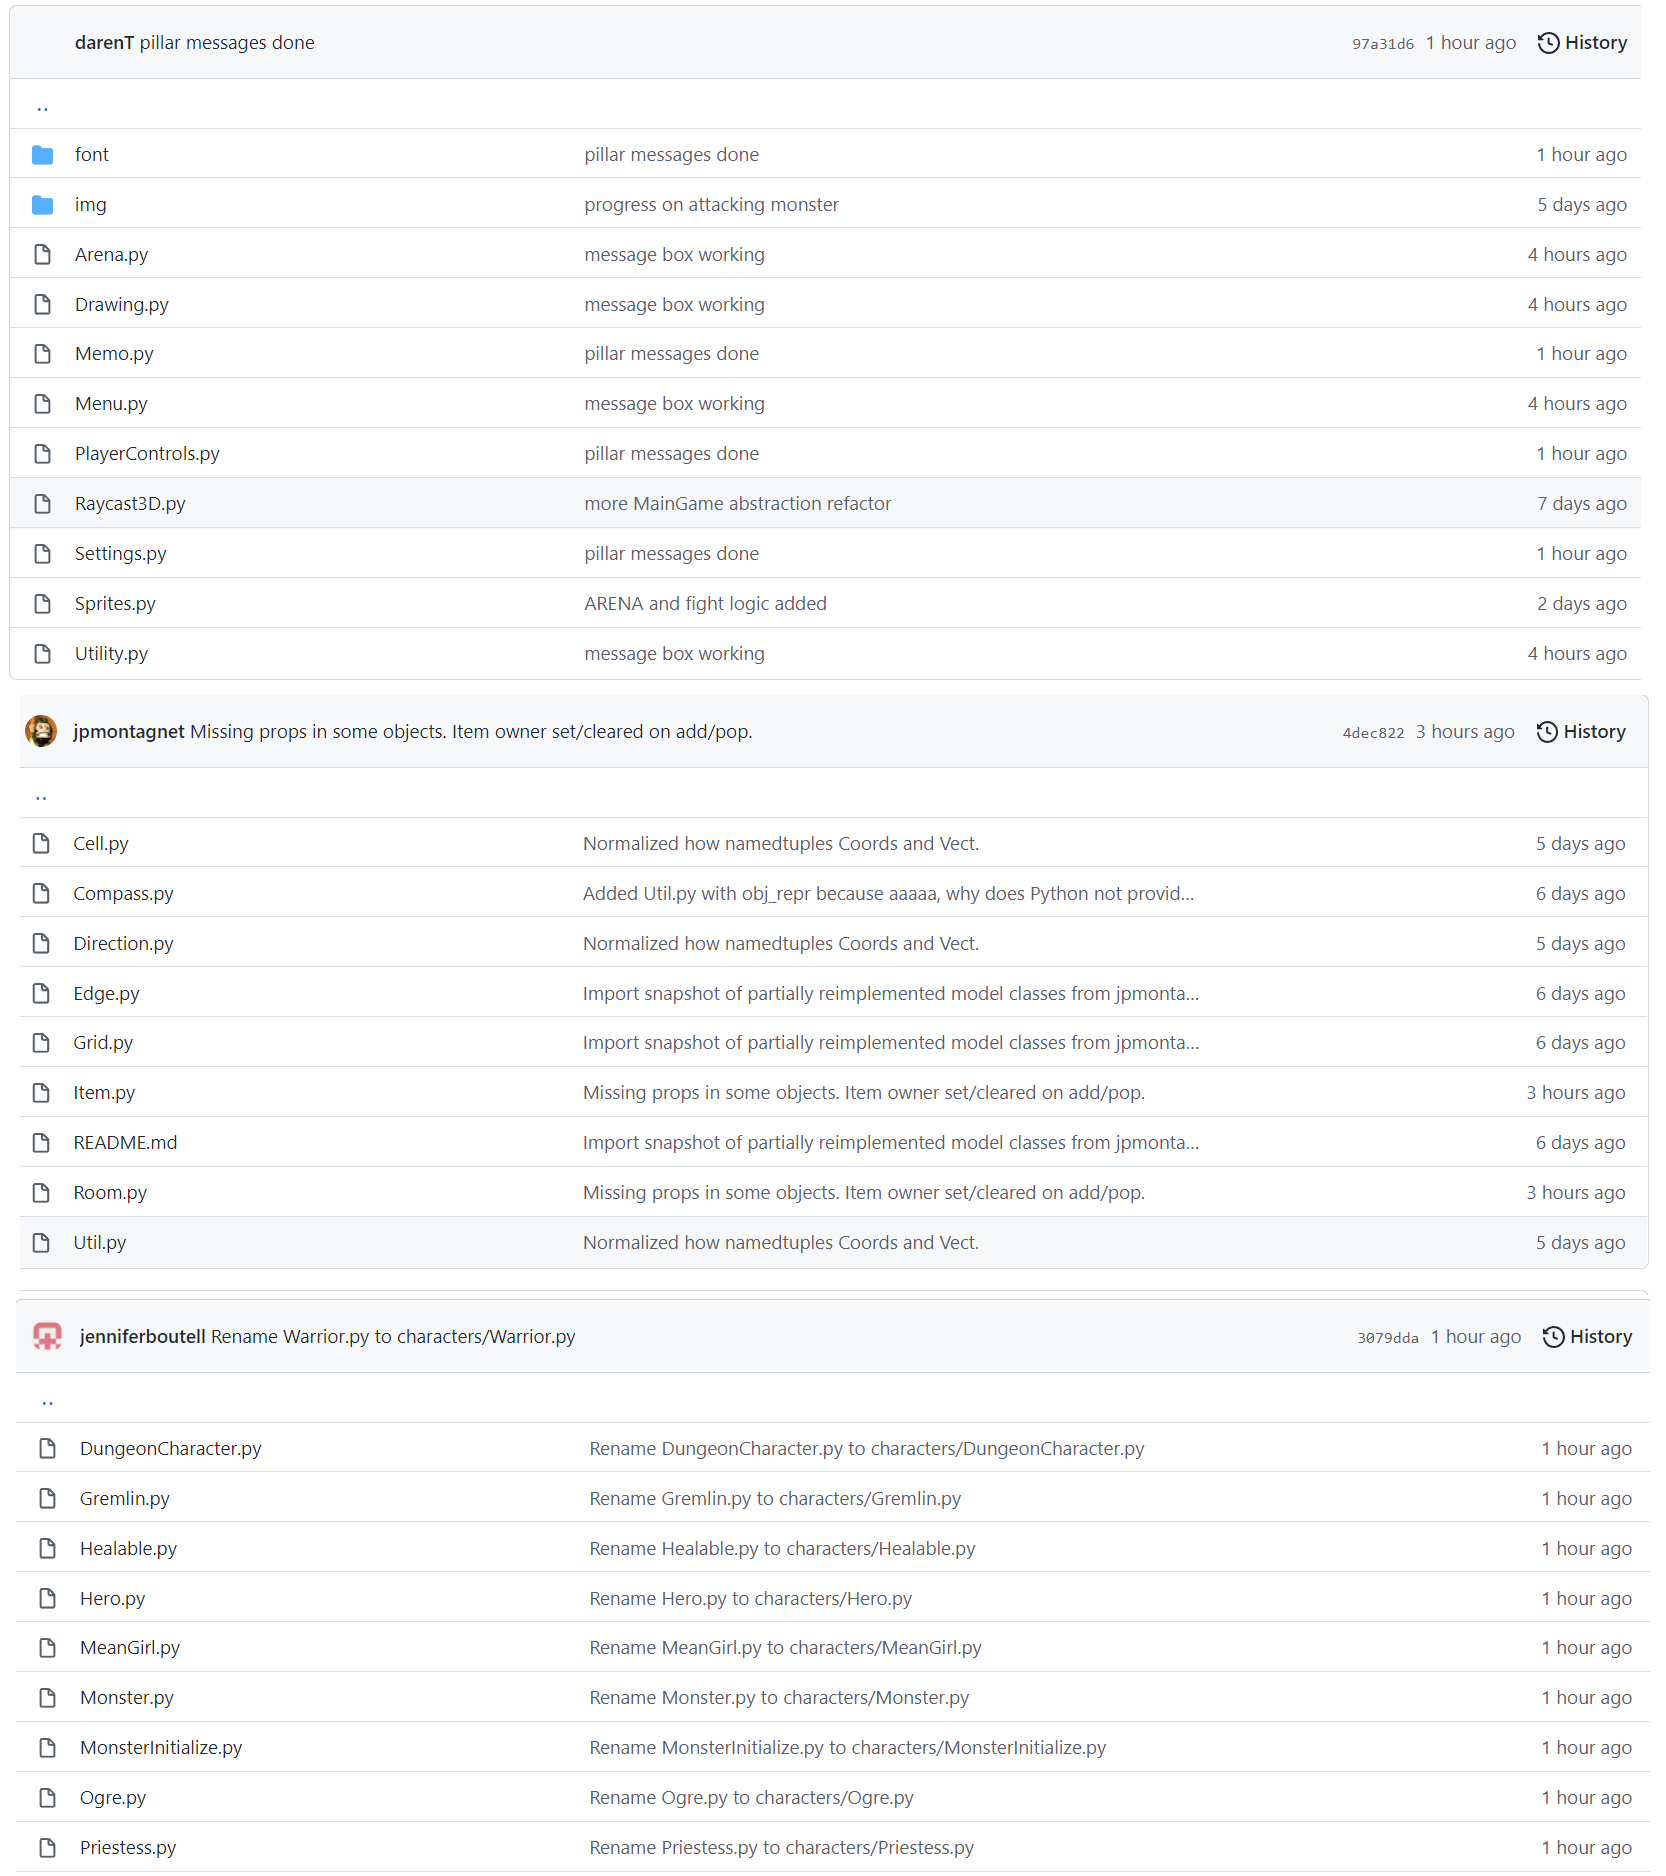 darenT pillar messages done 97a31d6 1 hour ago History
..
font pillar messages done 1 hour ago
img progress on attacking monster 5 days ago
Arena.py message box working 4 hours ago
Drawing.py message box working 4 hours ago
Memo.py pillar messages done 1 hour ago
Menu.py message box working 4 hours ago
PlayerControls.py pillar messages done 1 hour ago
Raycast3D.py more MainGame abstraction refactor 7 days ago
Settings.py pillar messages done 1 hour ago
Sprites.py ARENA and fight logic added 2 days ago
Utility.py message box working 4 hours ago
jpmontagnet Missing props in some objects. Item owner set/cleared on add/pop. 4dec822 3 hours ago History
..
Cell.py Normalized how namedtuples Coords and Vect. 5 days ago
Compass.py Added Util.py with obj_repr because aaaaa, why does Python not provid... 6 days ago
Direction.py Normalized how namedtuples Coords and Vect. 5 days ago
Edge.py Import snapshot of partially reimplemented model classes from jpmonta... 6 days ago
Grid.py Import snapshot of partially reimplemented model classes from jpmonta... 6 days ago
Item.py Missing props in some objects. Item owner set/cleared on add/pop. 3 hours ago
README.md Import snapshot of partially reimplemented model classes from jpmonta... 6 days ago
Room.py Missing props in some objects. Item owner set/cleared on add/pop. 3 hours ago
Util.py Normalized how namedtuples Coords and Vect. 5 days ago
jenniferboutell Rename Warrior.py to characters/Warrior.py 3079dda 1 hour ago History
..
DungeonCharacter.py Rename DungeonCharacter.py to characters/DungeonCharacter.py 1 hour ago
Gremlin.py Rename Gremlin.py to characters/Gremlin.py 1 hour ago
Healable.py Rename Healable.py to characters/Healable.py 1 hour ago
Hero.py Rename Hero.py to characters/Hero.py 1 hour ago
MeanGirl.py Rename MeanGirl.py to characters/MeanGirl.py 1 hour ago
Monster.py Rename Monster.py to characters/Monster.py 1 hour ago
MonsterInitialize.py Rename MonsterInitialize.py to characters/MonsterInitialize.py 1 hour ago
Ogre.py Rename Ogre.py to characters/Ogre.py 1 hour ago
Priestess.py Rename Priestess.py to characters/Priestess.py 1 hour ago